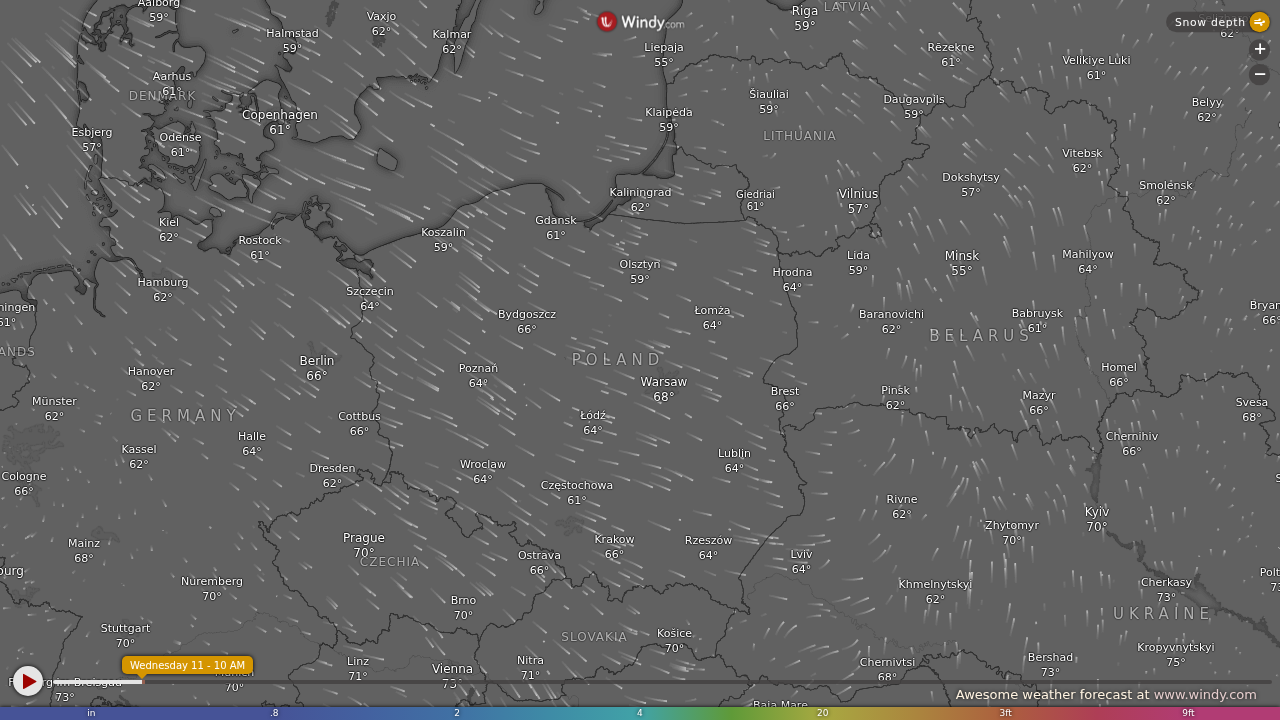 Aalborg
59°
Vaxjo
62°
Riga
59°
LATVIA
Windy.com
Snow depth
62°
Halmstad
59°
Kalmar
62°
Liepaja
55°
Rēzekne
61°
Velikiye Luki
61°
+
−
Aarhus
61°
DENMARK
Copenhagen
61°
Šiauliai
59°
Daugavpils
59°
Belyy
62°
Klaipėda
59°
Esbjerg
57°
Odense
61°
LITHUANIA
Vitebsk
62°
Dokshytsy
57°
Smolensk
62°
Kaliningrad
62°
Giedriai
61°
Vilnius
57°
Kiel
62°
Rostock
61°
Koszalin
59°
Gdansk
61°
Olsztyn
59°
Hrodna
64°
Lida
59°
Minsk
55°
Mahilyow
64°
Hamburg
62°
Szczecin
64°
Bydgoszcz
66°
Łomża
64°
Baranovichi
62°
Babruysk
61°
BELARUS
66°
Berlin
66°
POLAND
Hanover
62°
Poznań
64°
Warsaw
68°
Brest
66°
Pinsk
62°
Homel
66°
Mazyr
66°
Münster
62°
GERMANY
Cottbus
66°
Łódź
64°
Svesa
68°
Halle
64°
Kassel
62°
Chernihiv
66°
Lublin
64°
Dresden
62°
Wroclaw
64°
Cologne
66°
Częstochowa
61°
Rivne
62°
Kyiv
70°
Zhytomyr
70°
Mainz
68°
Prague
70°
CZECHIA
Krakow
66°
Rzeszów
64°
Ostrava
66°
Lviv
64°
Nuremberg
70°
Khmelnytskyi
62°
Cherkasy
73°
Brno
70°
UKRAINE
Stuttgart
70°
SLOVAKIA
Košice
70°
Kropyvnytskyi
75°
Wednesday 11 - 10 AM
Linz
71°
Vienna
73°
Nitra
71°
Chernivtsi
68°
Bershad
73°
73°
70°
Baia Mare
Awesome weather forecast at www.windy.com
in .8 2 4 20 3ft 9ft